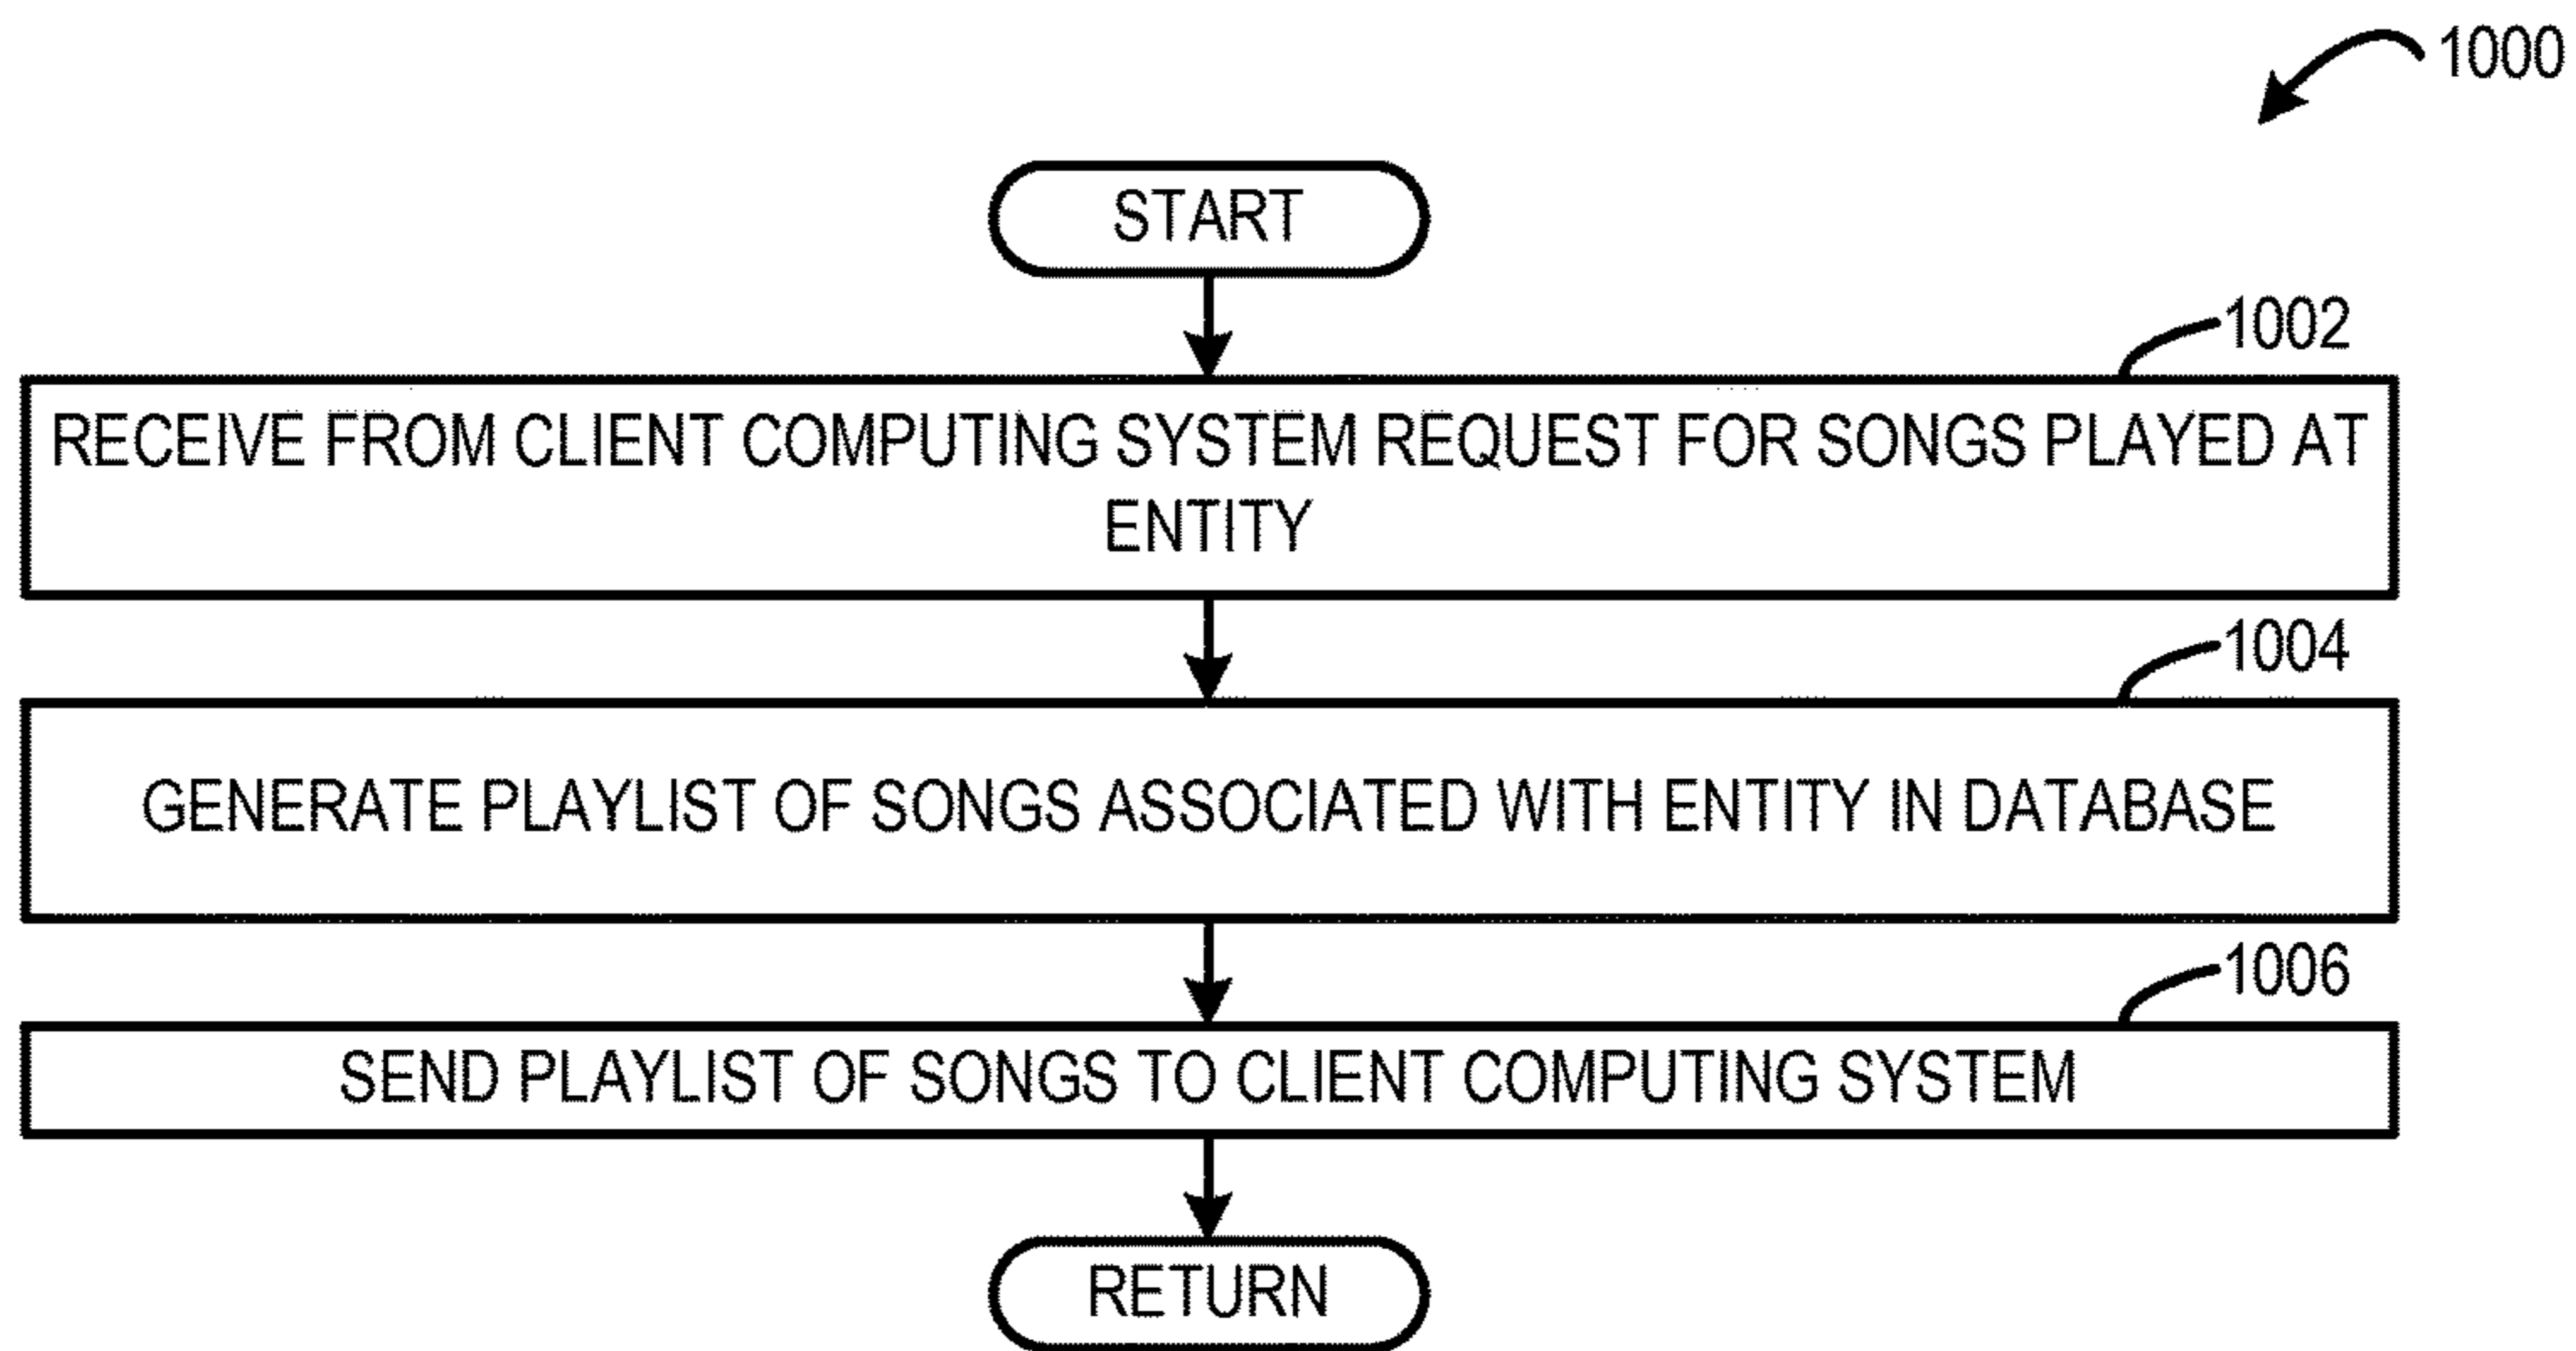 1000
START
1002
RECEIVE FROM CLIENT COMPUTING SYSTEM REQUEST FOR SONGS PLAYED AT
ENTITY
1004
GENERATE PLAYLIST OF SONGS ASSOCIATED WITH ENTITY IN DATABASE
1006
SEND PLAYLIST OF SONGS TO CLIENT COMPUTING SYSTEM
RETURN